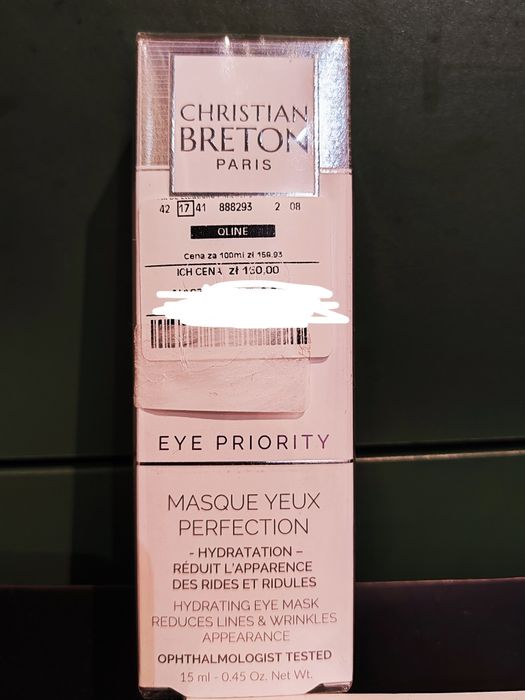 CHRISTIAN
BRETON
PARIS
42 17 41 888293 2 08
OLINE
Cena za 100ml zł 159.93
ICH CENA zł 150,00
EYE PRIORITY
MASQUE YEUX
PERFECTION
- HYDRATATION –
RÉDUIT L'APPARENCE
DES RIDES ET RIDULES
HYDRATING EYE MASK
REDUCES LINES & WRINKLES
APPEARANCE
OPHTHALMOLOGIST TESTED
15 ml - 0.45 Oz. Net Wt.